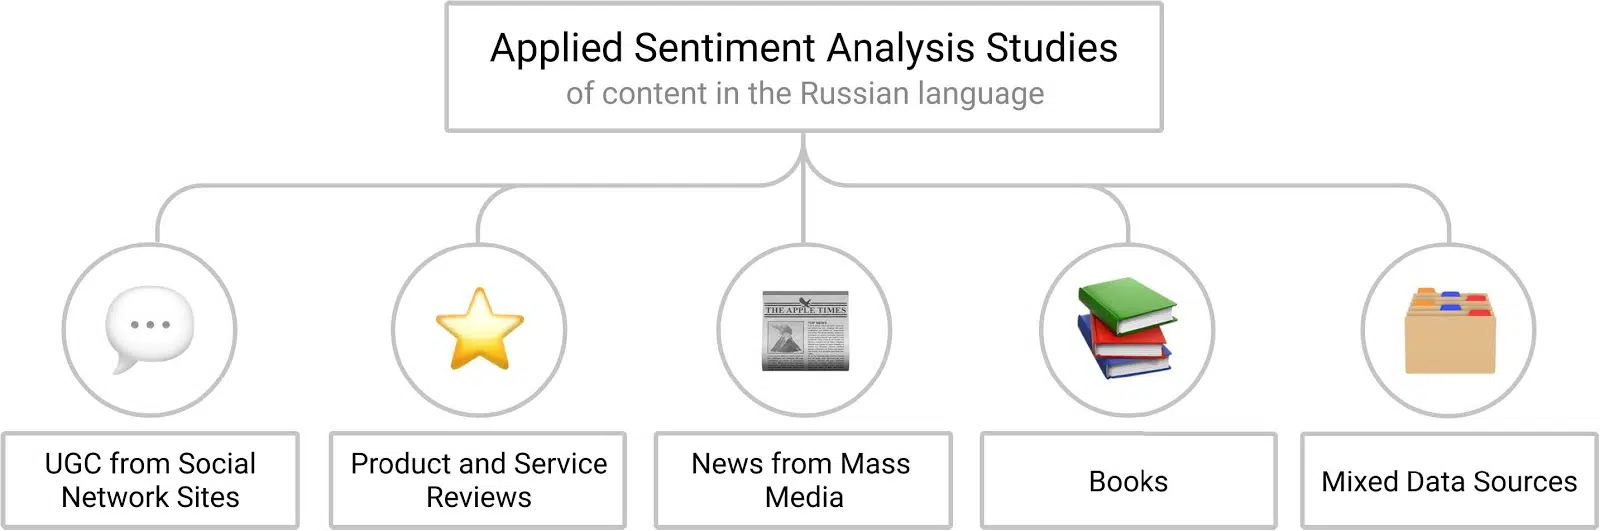 Applied Sentiment Analysis Studies
of content in the Russian language
THE APPLE TIMES
UGC from Social
Network Sites
Product and Service
Reviews
News from Mass
Media
Books
Mixed Data Sources